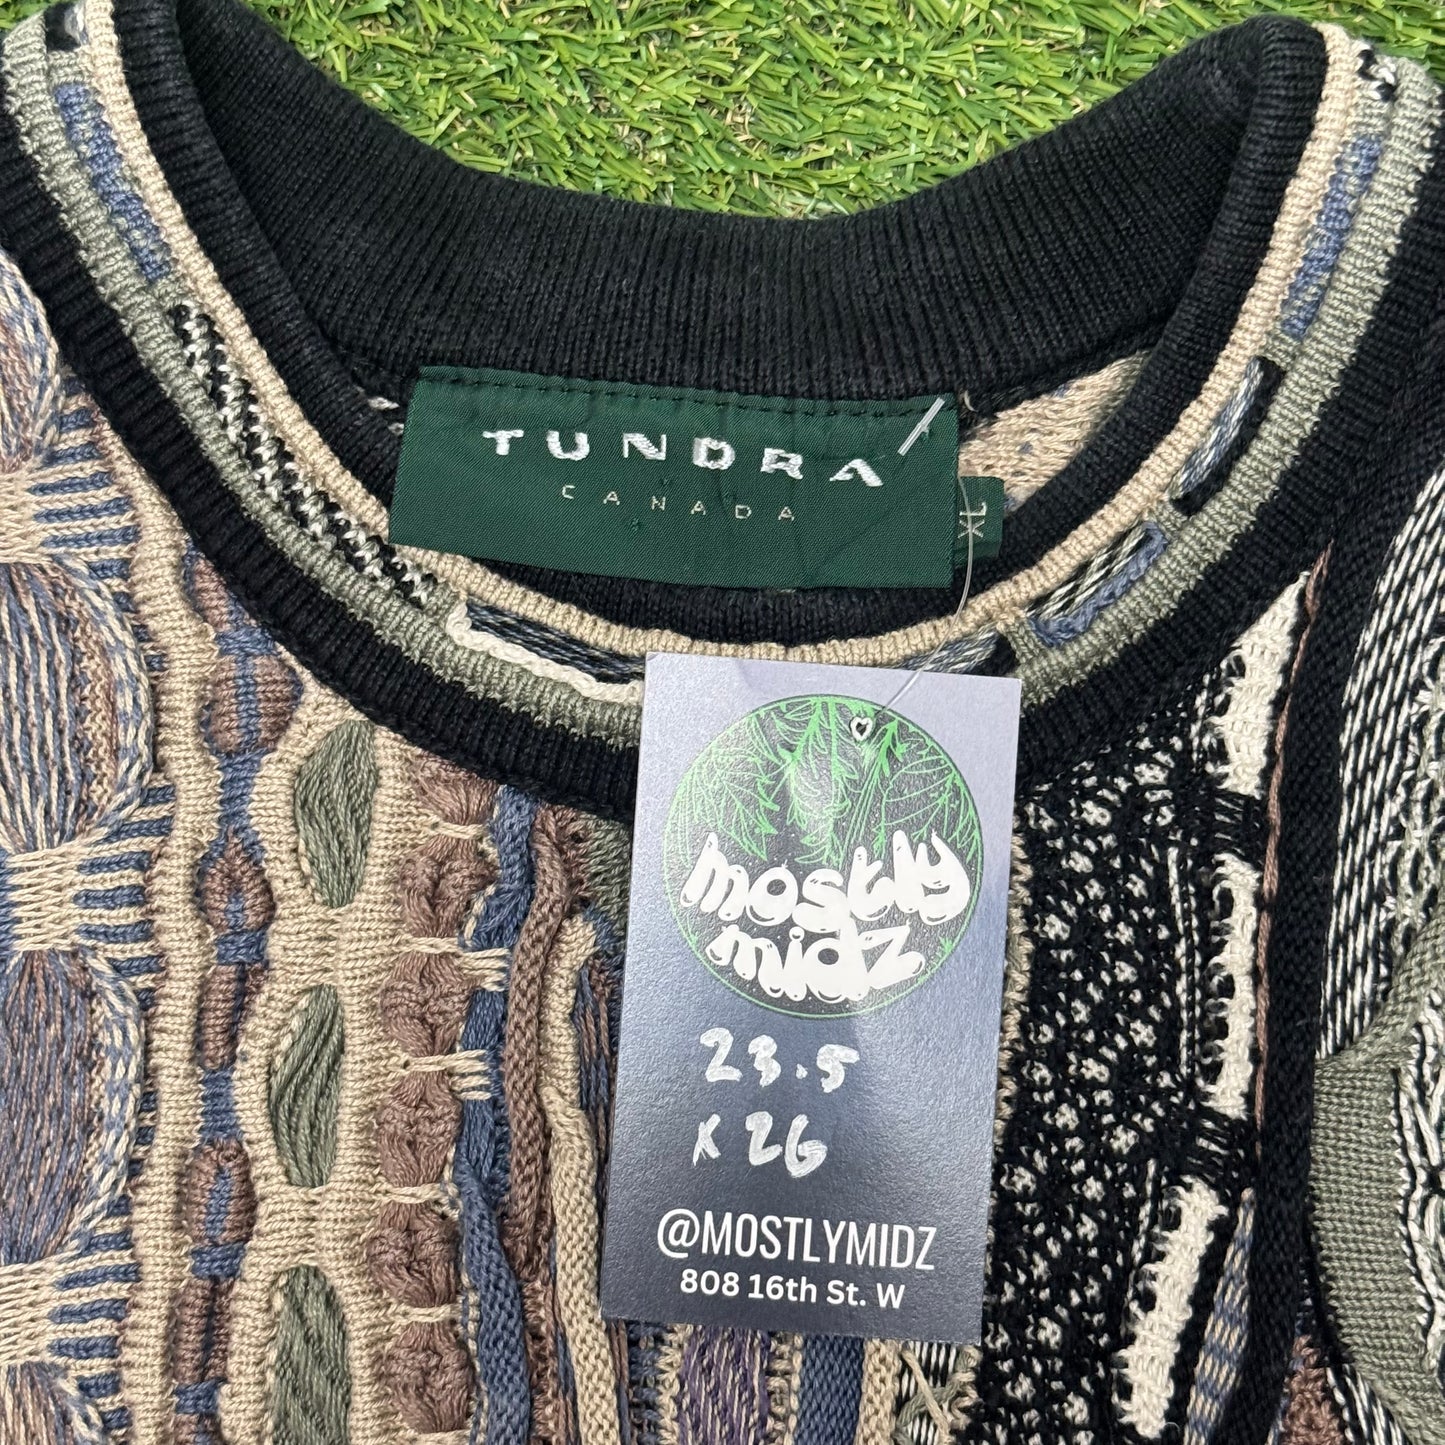 TUNDRA
CANADA
XL
mostly
midz
23.5
x 26
@MOSTLYMIDZ
808 16th St. W